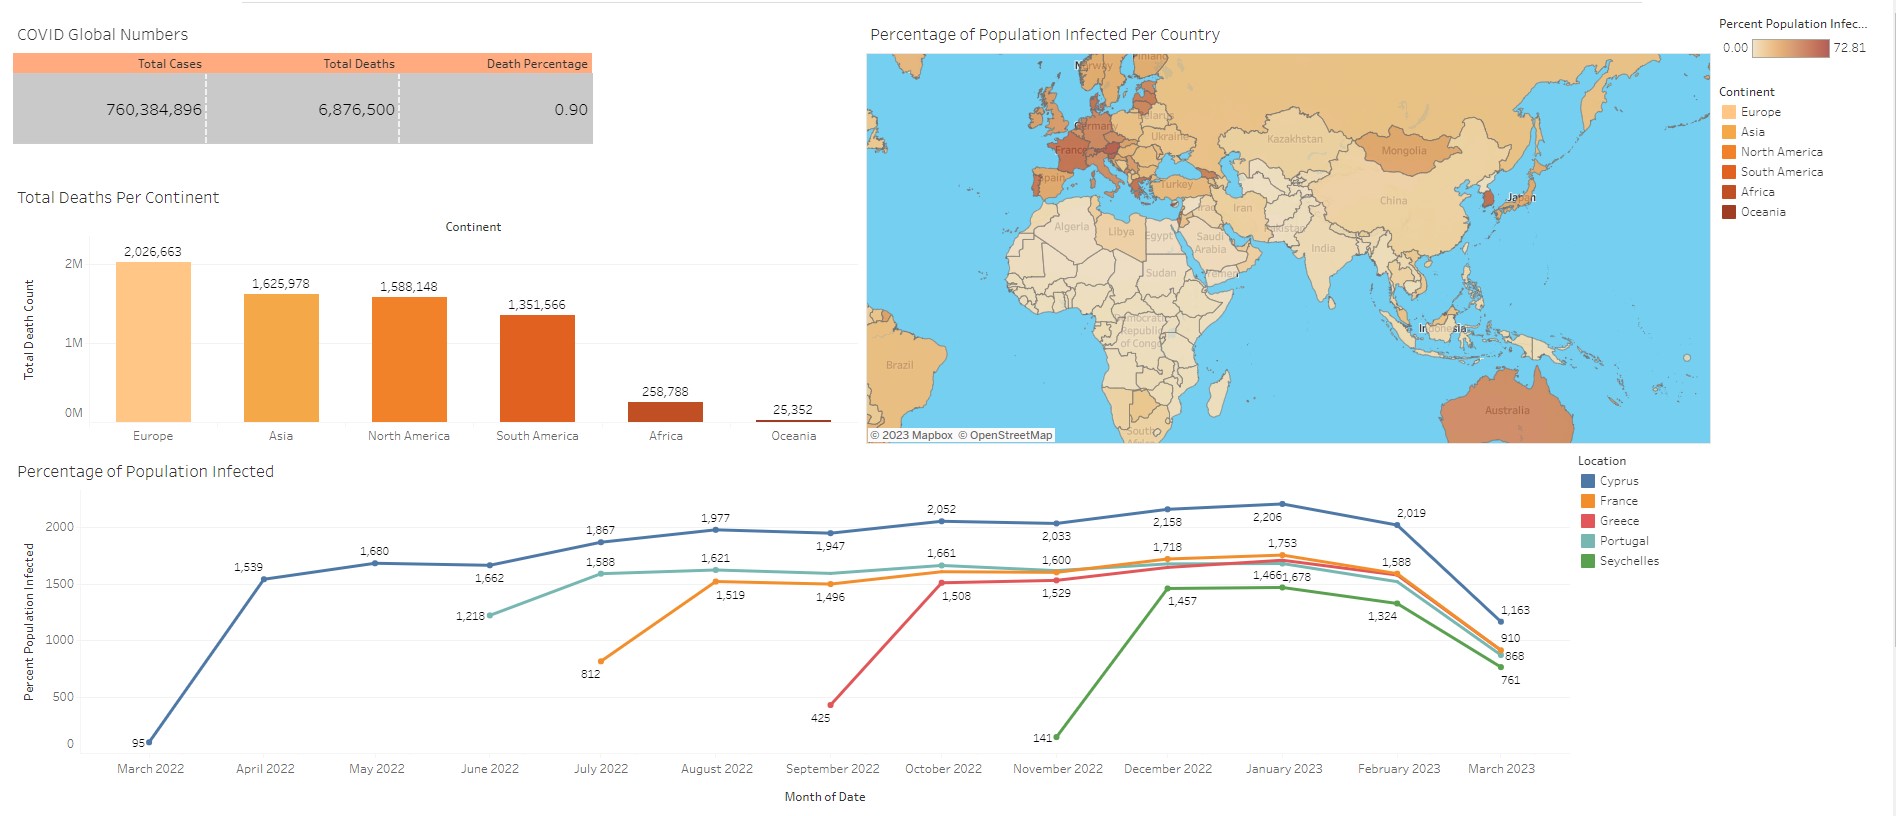 COVID Global Numbers
Total Cases Total Deaths Death Percentage
760,384,896 6,876,500 0.90
Total Deaths Per Continent
Continent
Total Death Count
2M
1M
0M
2,026,663
1,625,978
1,588,148
1,351,566
258,788
25,352
Europe Asia North America South America Africa Oceania
Percentage of Population Infected Per Country
Norway
Finland
Belarus
Germany
Ukraine
France
Spain
Turkey
Kazakhstan
Mongolia
Japan
China
Iraq
Iran
Pakistan
Algeria
Libya
Egypt
Saudi
Arabia
India
Sudan
Yemen
Democratic
Republic
of Congo
Indonesia
Brazil
Australia
South
© 2023 Mapbox © OpenStreetMap
Percent Population Infec...
0.00 72.81
Continent
Europe
Asia
North America
South America
Africa
Oceania
Percentage of Population Infected
Percent Population Infected
2000
1500
1000
500
0
95
1,539
1,680
1,662
1,867
1,977
1,947
2,052
2,033
2,158
2,206
2,019
1,163
1,218
1,588
1,621
1,661
1,600
1,718
1,753
1,588
910
812
1,519
1,496
1,508
1,529
1,466
1,678
868
425
141
1,457
1,324
761
March 2022 April 2022 May 2022 June 2022 July 2022 August 2022 September 2022 October 2022 November 2022 December 2022 January 2023 February 2023 March 2023
Month of Date
Location
Cyprus
France
Greece
Portugal
Seychelles